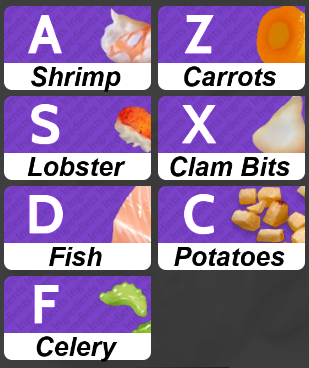 A
Shrimp
Z
Carrots
S
Lobster
X
Clam Bits
D
Fish
C
Potatoes
F
Celery